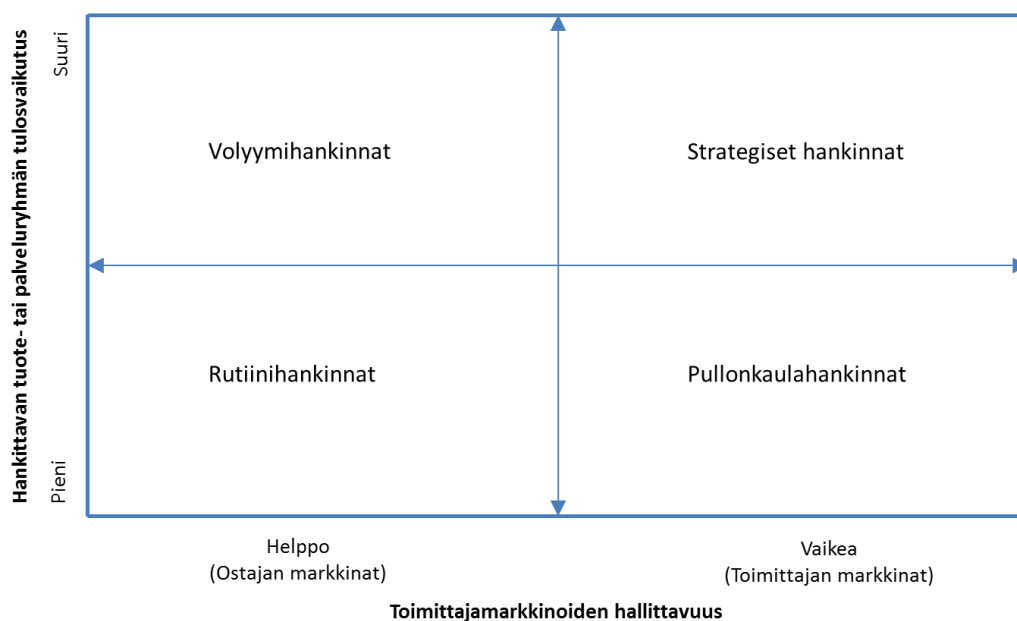 Hankittavan tuote- tai palveluryhmän tulosvaikutus
Suuri
Pieni
Volyymihankinnat
Strategiset hankinnat
Rutiinihankinnat
Pullonkaulahankinnat
Helppo
(Ostajan markkinat)
Vaikea
(Toimittajan markkinat)
Toimittajamarkkinoiden hallittavuus